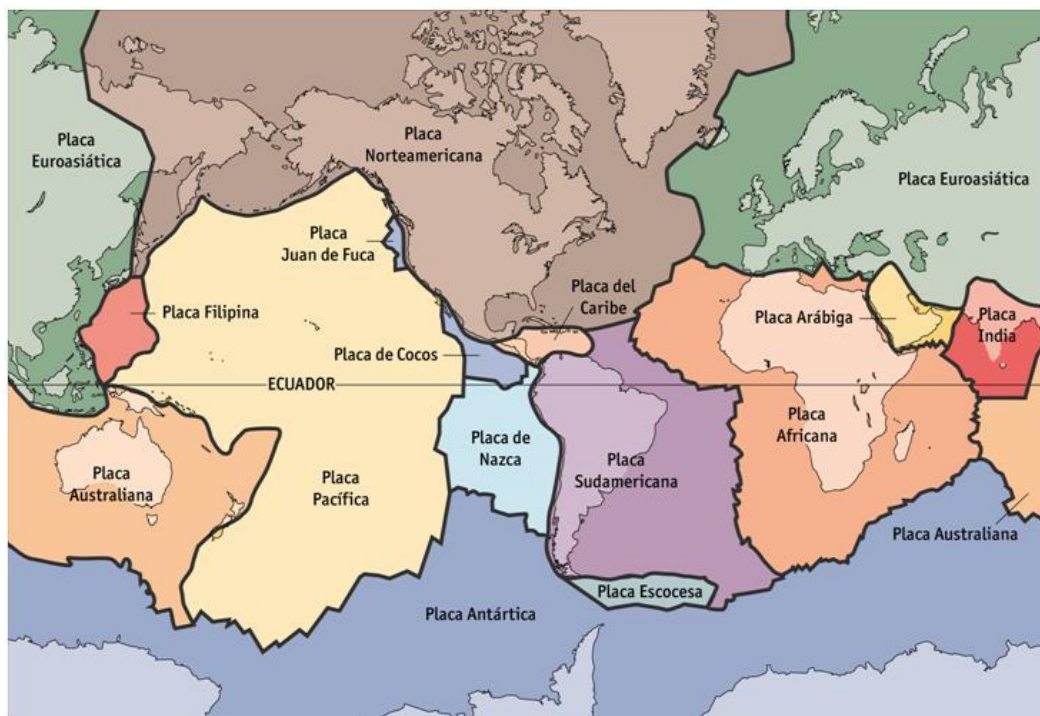 Placa
Euroasiática
Placa
Norteamericana
Placa Euroasiática
Placa
Juan de Fuca
Placa del
Caribe
Placa Filipina
Placa Arábiga
Placa
India
Placa de Cocos
ECUADOR
Placa
Australiana
Placa
Pacífica
Placa de
Nazca
Placa
Sudamericana
Placa
Africana
Placa Australiana
Placa Escocesa
Placa Antártica